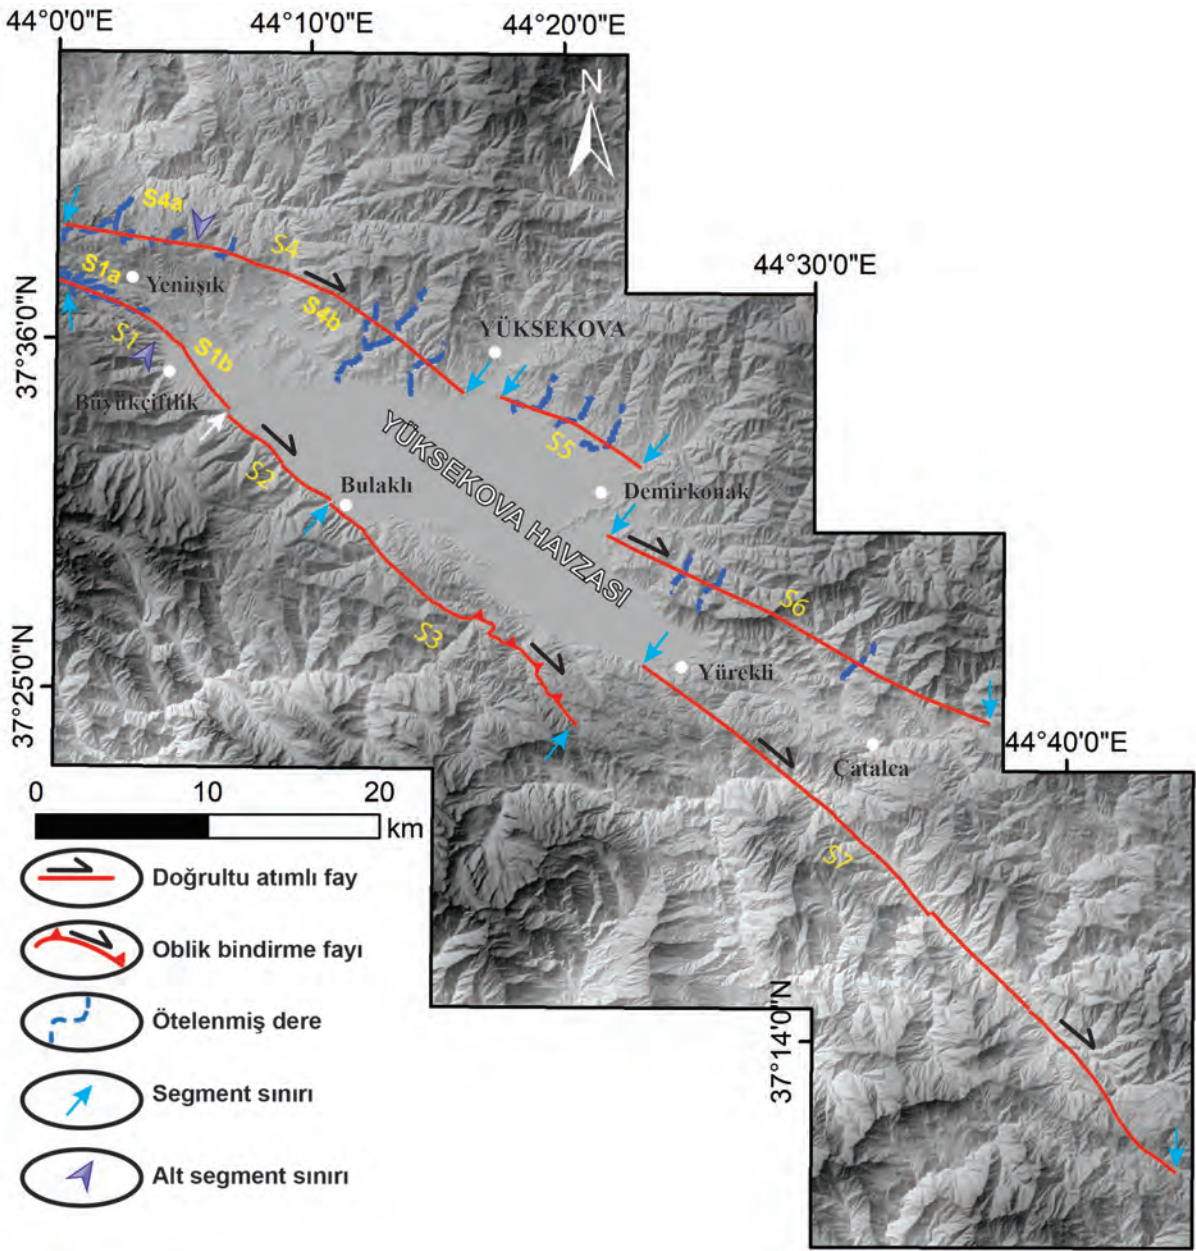 44°0'0"E
44°10'0"E
44°20'0"E
N
S4a
S4
S1a
Yeniışık
44°30'0"E
S4b
37°36'0"N
S1
S1b
YÜKSEKOVA
Büyükçiftlik
S5
YÜKSEKOVA HAVZASI
S2
Bulaklı
Demirkonak
S6
S3
37°25'0"N
Yürekli
44°40'0"E
Çatalca
0 10 20
km
S7
Doğrultu atımlı fay
Oblik bindirme fayı
Ötelenmiş dere
37°14'0"N
Segment sınırı
Alt segment sınırı